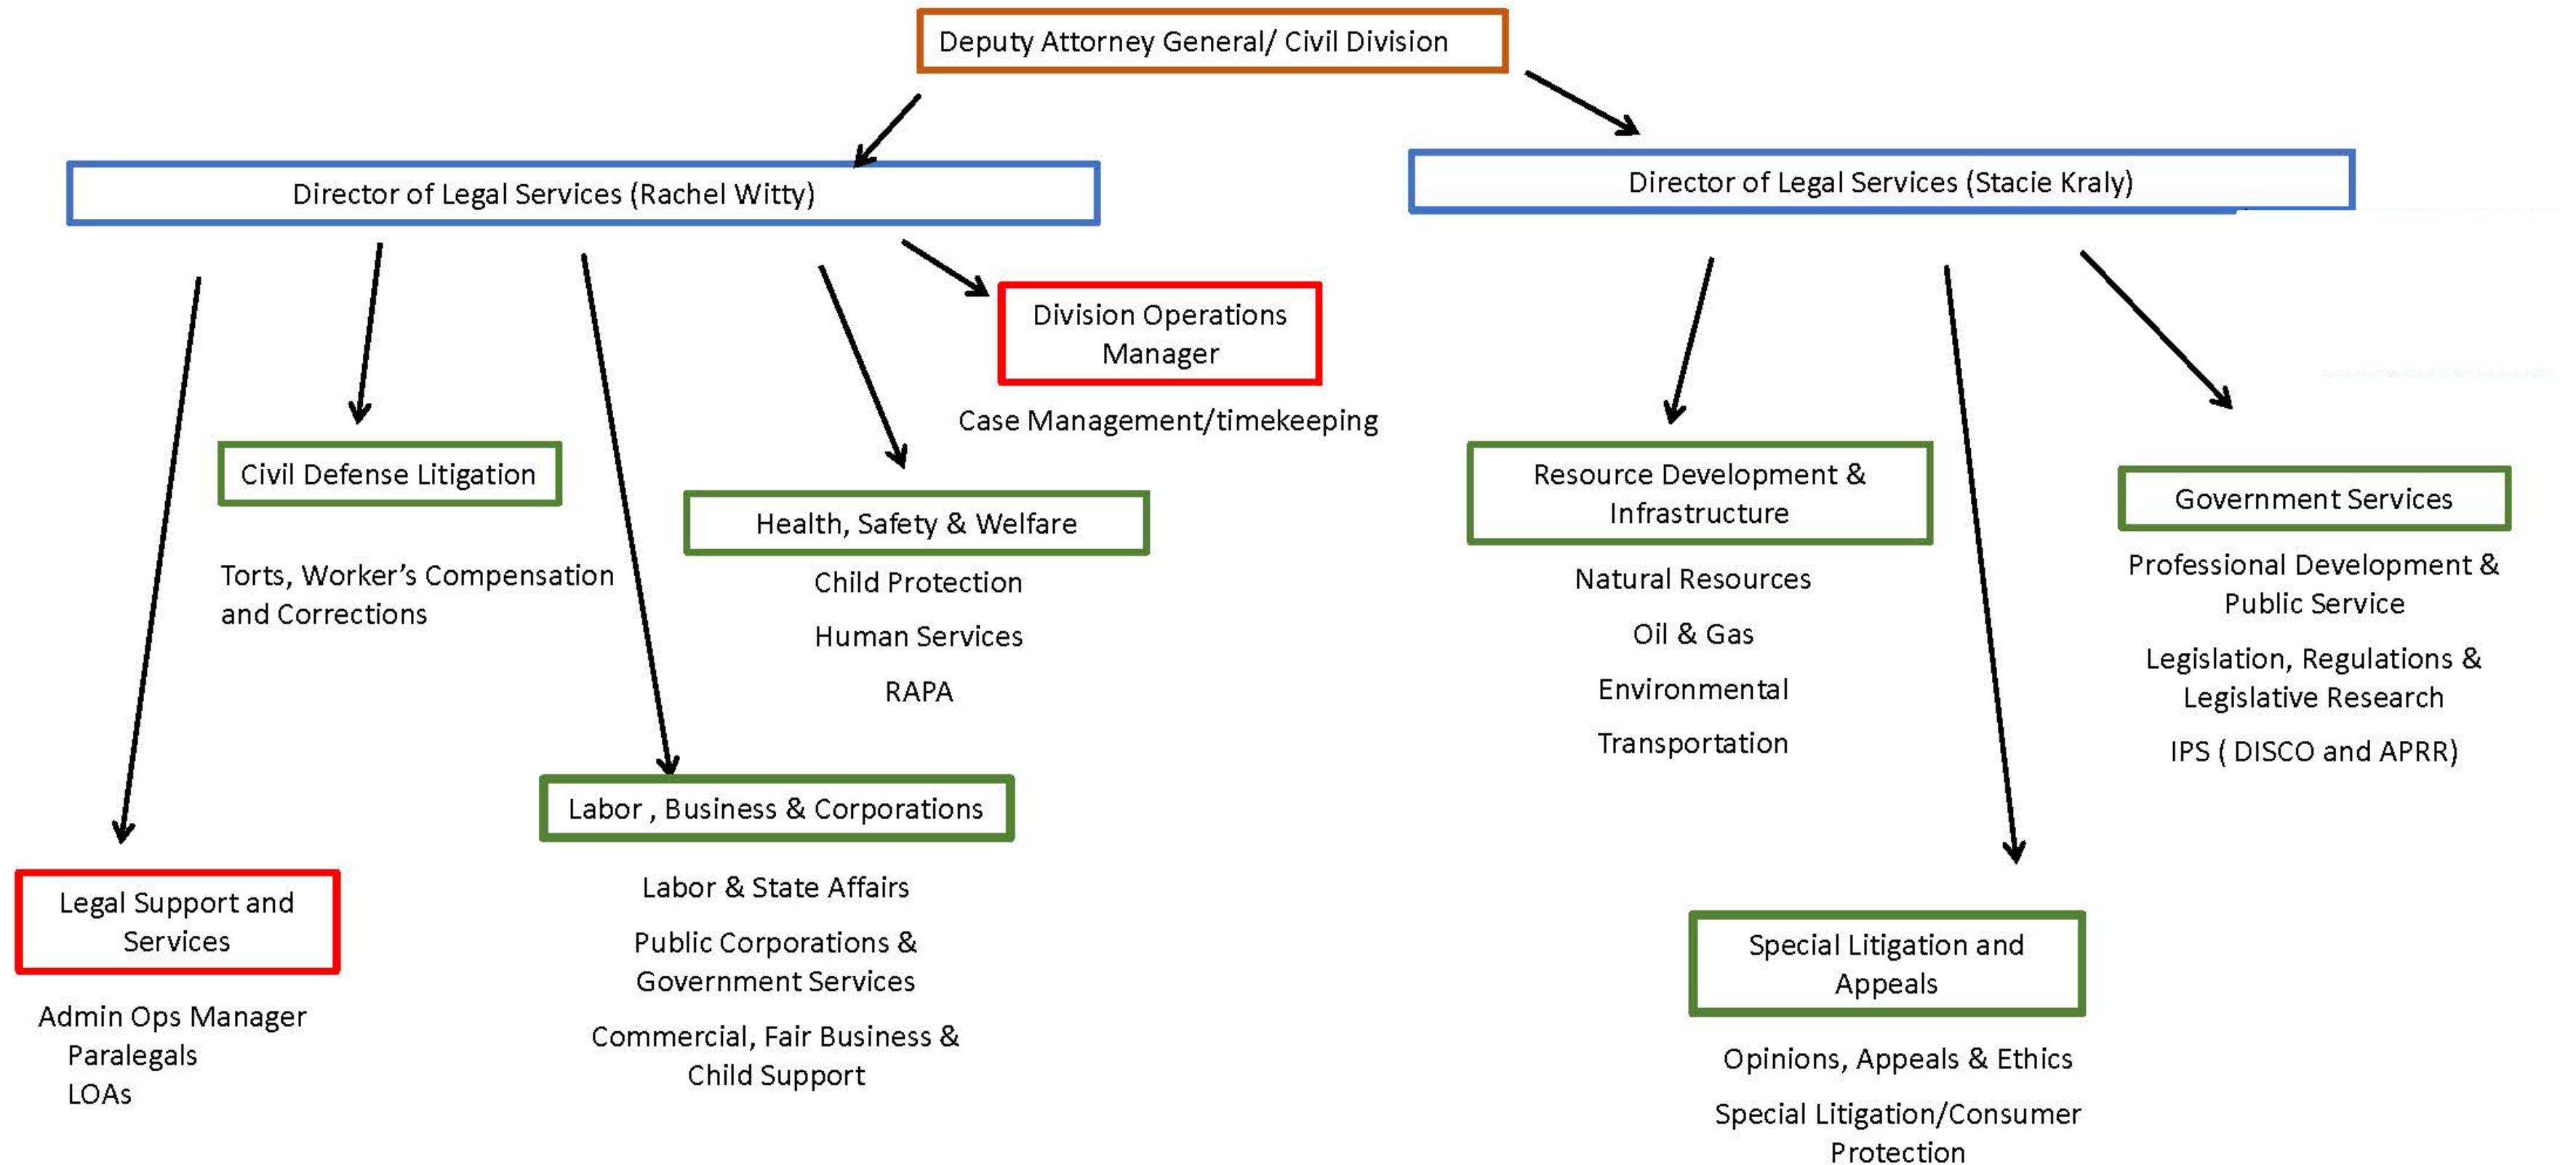 Deputy Attorney General/ Civil Division
Director of Legal Services (Rachel Witty)
Director of Legal Services (Stacie Kraly)
Division Operations
Manager
Case Management/timekeeping
Civil Defense Litigation
Torts, Worker’s Compensation
and Corrections
Health, Safety & Welfare
Child Protection
Human Services
RAPA
Labor , Business & Corporations
Labor & State Affairs
Public Corporations &
Government Services
Commercial, Fair Business &
Child Support
Legal Support and
Services
Admin Ops Manager
Paralegals
LOAs
Resource Development &
Infrastructure
Natural Resources
Oil & Gas
Environmental
Transportation
Government Services
Professional Development &
Public Service
Legislation, Regulations &
Legislative Research
IPS ( DISCO and APRR)
Special Litigation and
Appeals
Opinions, Appeals & Ethics
Special Litigation/Consumer
Protection